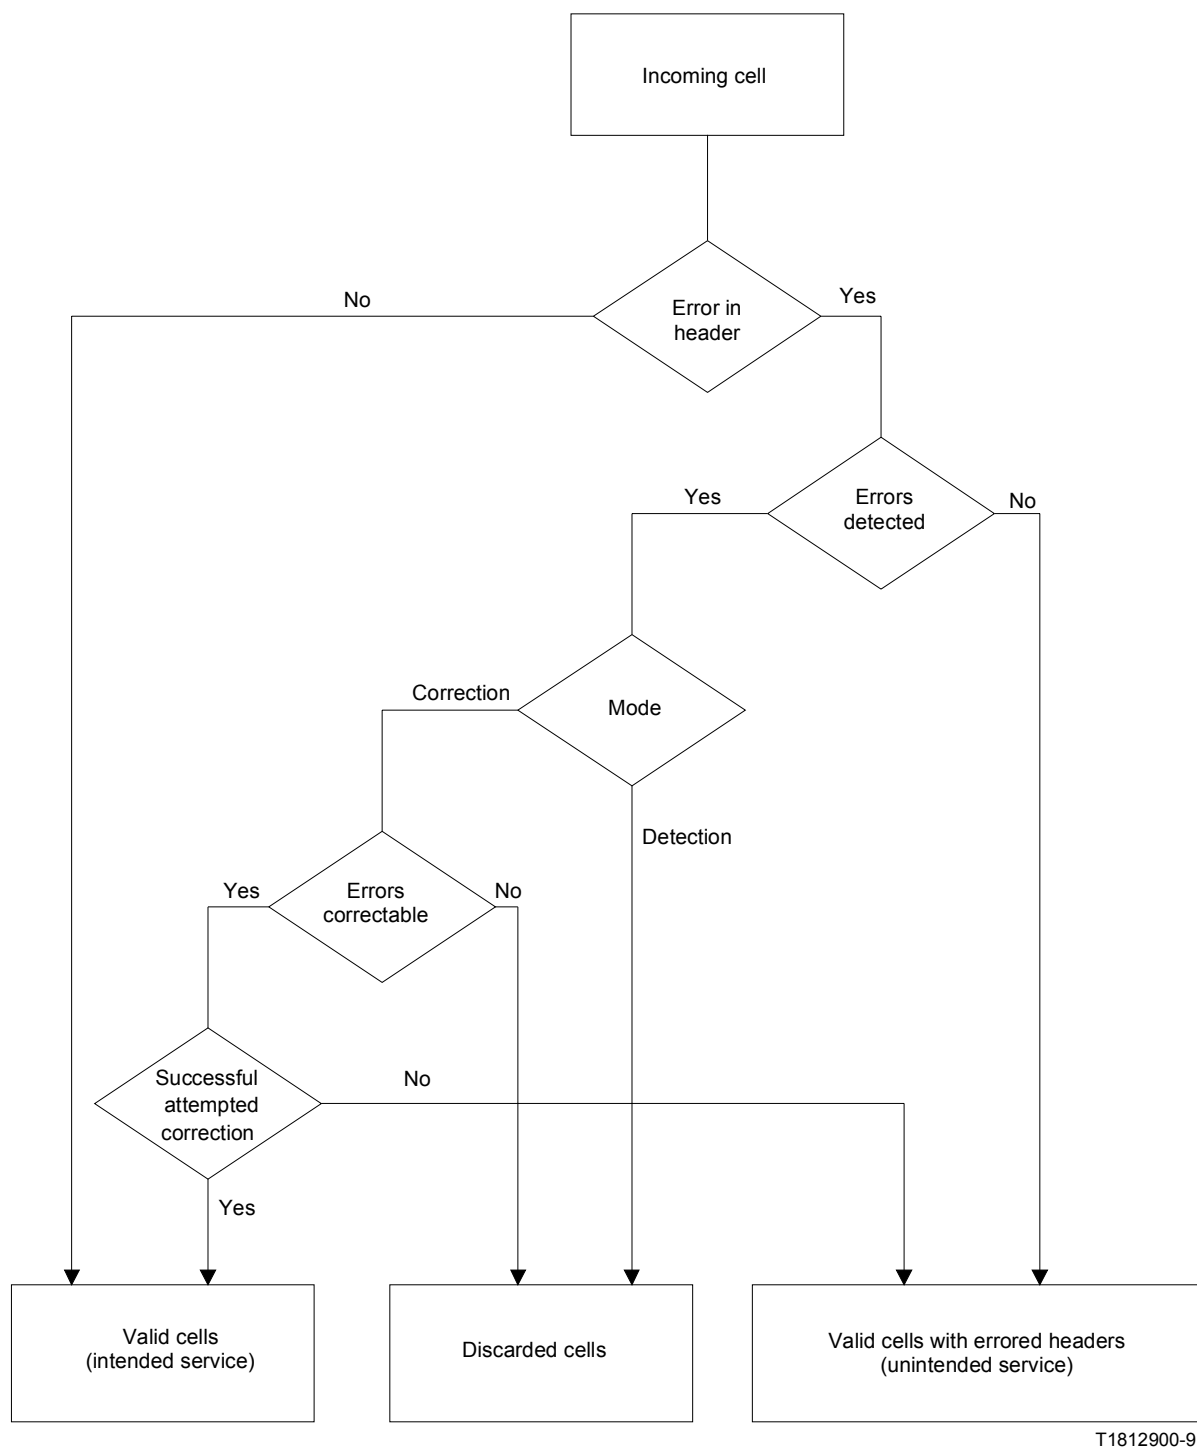 Incoming cell
No
Yes
Error in
header
Yes
Errors
detected
No
Correction
Mode
Detection
Yes
Errors
correctable
No
Successful
attempted
correction
No
Yes
Valid cells
(intended service)
Discarded cells
Valid cells with errored headers
(unintended service)
T1812900-9